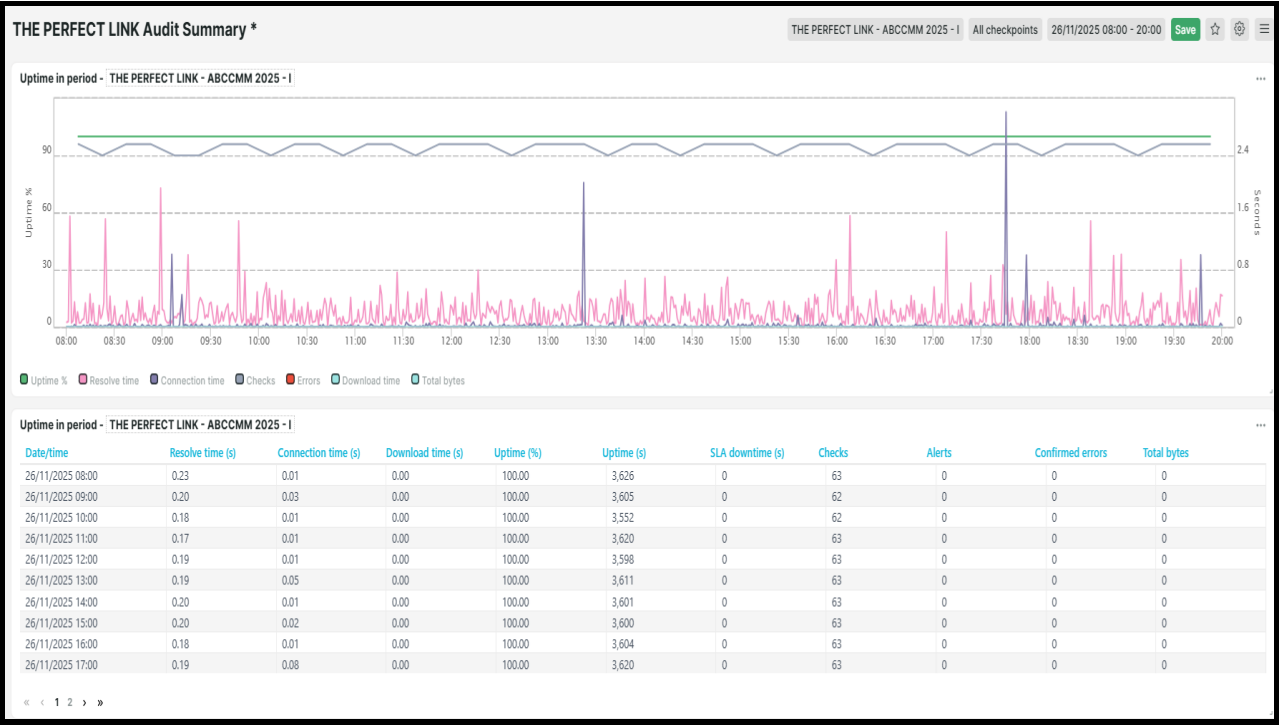 THE PERFECT LINK Audit Summary *
THE PERFECT LINK - ABCCMM 2025 - I All checkpoints 26/11/2025 08:00 - 20:00 Save
Uptime in period - THE PERFECT LINK - ABCCMM 2025 - I
90
60
30
0
Uptime %
2.4
1.6
0.8
0
Seconds
08:00 08:30 09:00 09:30 10:00 10:30 11:00 11:30 12:00 12:30 13:00 13:30 14:00 14:30 15:00 15:30 16:00 16:30 17:00 17:30 18:00 18:30 19:00 19:30 20:00
Uptime % Resolve time Connection time Checks Errors Download time Total bytes
Uptime in period - THE PERFECT LINK - ABCCMM 2025 - I
Date/time Resolve time (s) Connection time (s) Download time (s) Uptime (%) Uptime (s) SLA downtime (s) Checks Alerts Confirmed errors Total bytes
26/11/2025 08:00 0.23 0.01 0.00 100.00 3,626 0 63 0 0 0
26/11/2025 09:00 0.20 0.03 0.00 100.00 3,605 0 62 0 0 0
26/11/2025 10:00 0.18 0.01 0.00 100.00 3,552 0 62 0 0 0
26/11/2025 11:00 0.17 0.01 0.00 100.00 3,620 0 63 0 0 0
26/11/2025 12:00 0.19 0.01 0.00 100.00 3,598 0 63 0 0 0
26/11/2025 13:00 0.19 0.05 0.00 100.00 3,611 0 63 0 0 0
26/11/2025 14:00 0.20 0.01 0.00 100.00 3,601 0 63 0 0 0
26/11/2025 15:00 0.20 0.02 0.00 100.00 3,600 0 63 0 0 0
26/11/2025 16:00 0.18 0.01 0.00 100.00 3,604 0 63 0 0 0
26/11/2025 17:00 0.19 0.08 0.00 100.00 3,620 0 63 0 0 0
« ‹ 1 2 › »